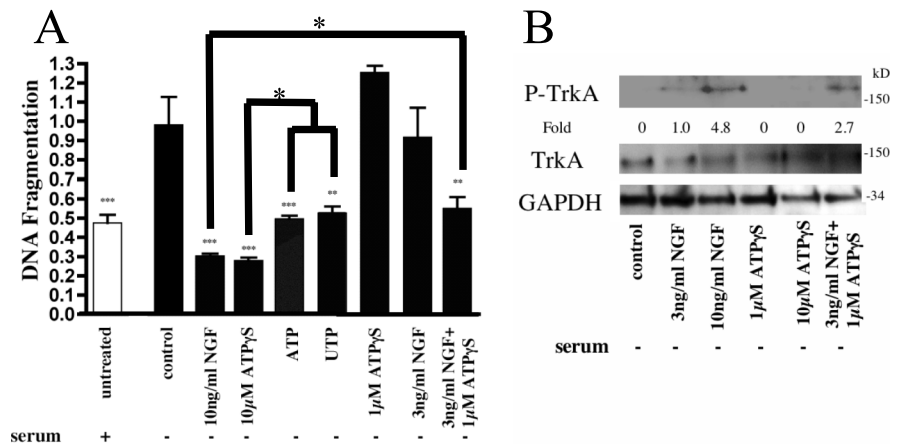 A
B
*
*
1.3
1.2
1.1
1.0
0.9
0.8
0.7
0.6
0.5
0.4
0.3
0.2
0.1
0.0
DNA Fragmentation
***
***
***
***
**
**
untreated
control
10ng/ml NGF
10µM ATPγS
ATP
UTP
1µM ATPγS
3ng/ml NGF
3ng/ml NGF+
1µM ATPγS
serum + - - - - - - - -
kD
P-TrkA -150
Fold 0 1.0 4.8 0 0 2.7
TrkA -150
GAPDH -34
control
3ng/ml NGF
10ng/ml NGF
1µM ATPγS
10µM ATPγS
3ng/ml NGF+
1µM ATPγS
serum - - - - - -